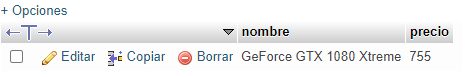 + Opciones
←T→ nombre precio
Editar Copiar Borrar GeForce GTX 1080 Xtreme 755